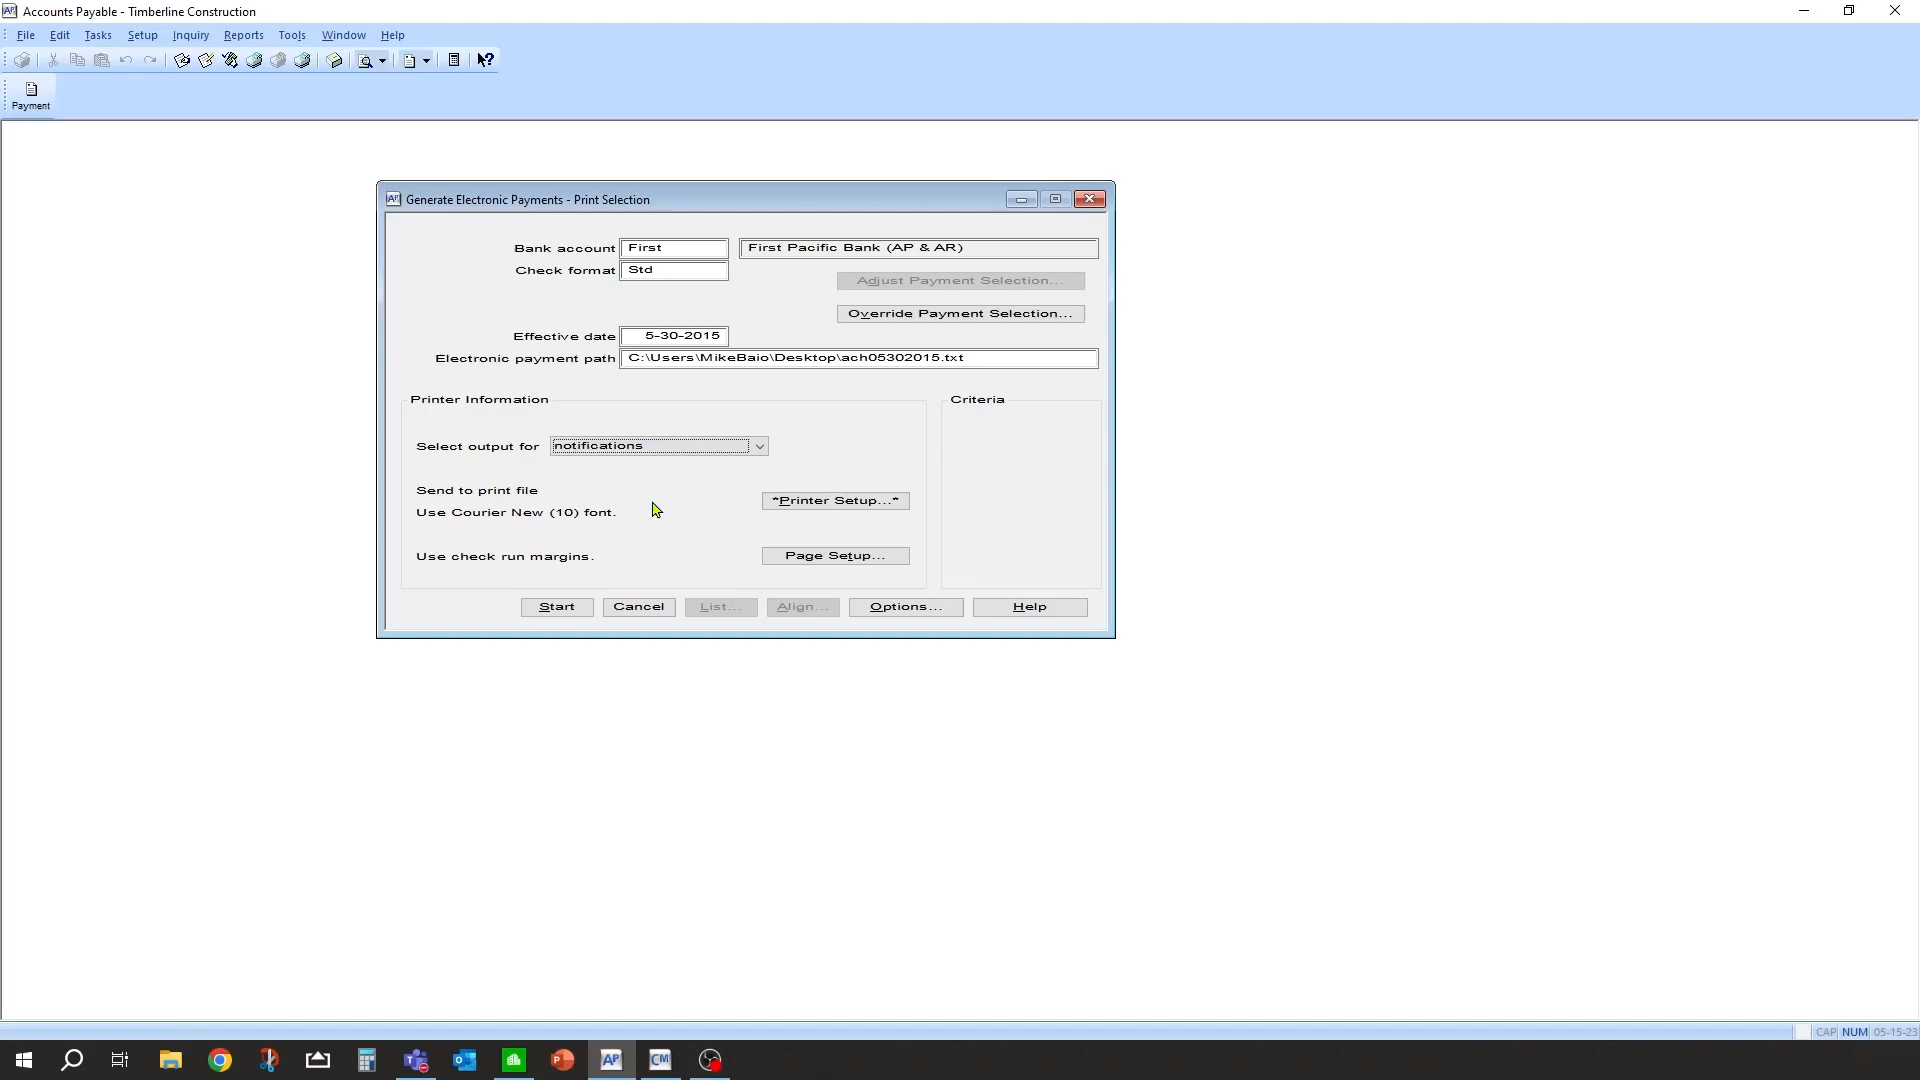 Accounts Payable - Timberline Construction
File Edit Tasks Setup Inquiry Reports Tools Window Help
Payment
Generate Electronic Payments - Print Selection
Bank account First First Pacific Bank (AP & AR)
Check format Std
Adjust Payment Selection...
Override Payment Selection...
Effective date 5-30-2015
Electronic payment path C:\Users\MikeBaio\Desktop\ach05302015.txt
Printer Information Criteria
Select output for notifications
Send to print file
*Printer Setup...*
Use Courier New (10) font.
Use check run margins. Page Setup...
Start Cancel List... Align... Options... Help
CAP NUM 05-15-23
AP CM